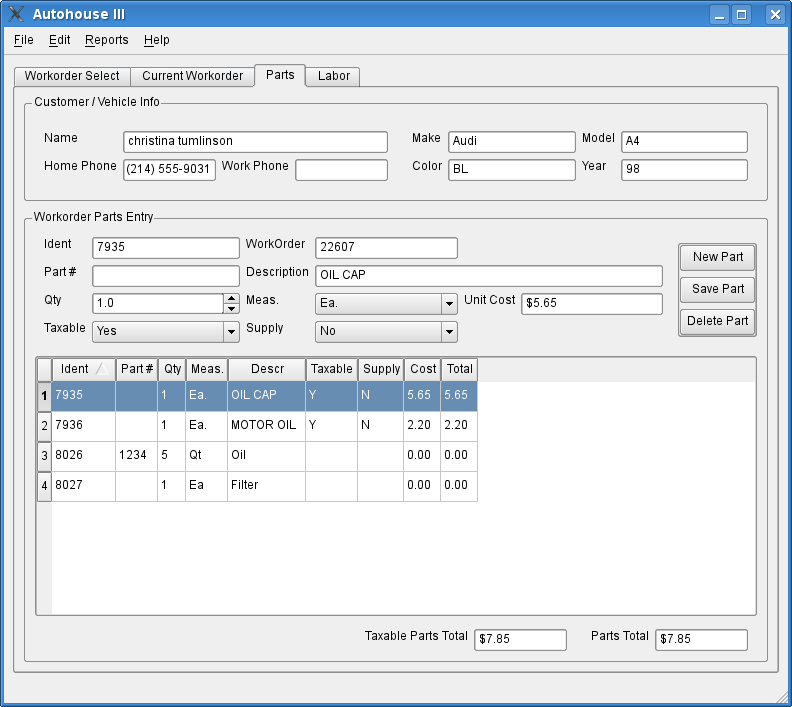 Autohouse III
File Edit Reports Help
Workorder Select Current Workorder Parts Labor
Customer / Vehicle Info
Name christina tumlinson Make Audi Model A4
Home Phone (214) 555-9031 Work Phone Color BL Year 98
Workorder Parts Entry
Ident 7935 WorkOrder 22607 New Part
Part # Description OIL CAP
Save Part
Qty 1.0 Meas. Ea. Unit Cost $5.65
Taxable Yes Supply No Delete Part
Ident Part # Qty Meas. Descr Taxable Supply Cost Total
1 7935 1 Ea. OIL CAP Y N 5.65 5.65
2 7936 1 Ea. MOTOR OIL Y N 2.20 2.20
3 8026 1234 5 Qt Oil 0.00 0.00
4 8027 1 Ea Filter 0.00 0.00
Taxable Parts Total $7.85 Parts Total $7.85